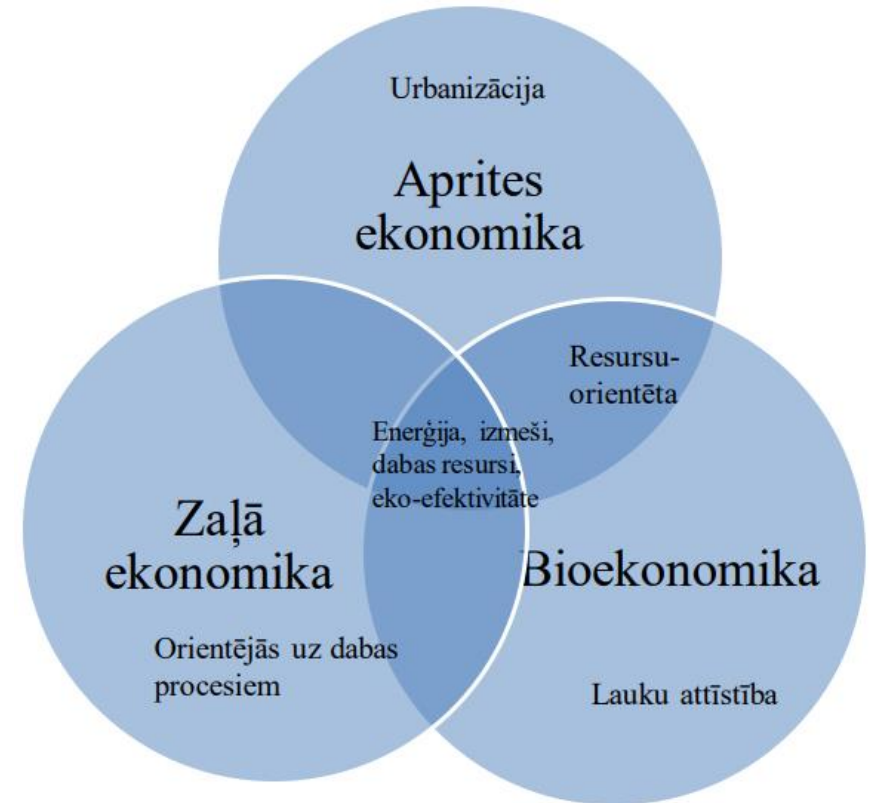 Urbanizācija
Aprites
ekonomika
Resursu-
orientēta
Enerģija, izmeši,
dabas resursi,
eko-efektivitāte
Zaļā
ekonomika
Bioekonomika
Orientējās uz dabas
procesiem
Lauku attīstība